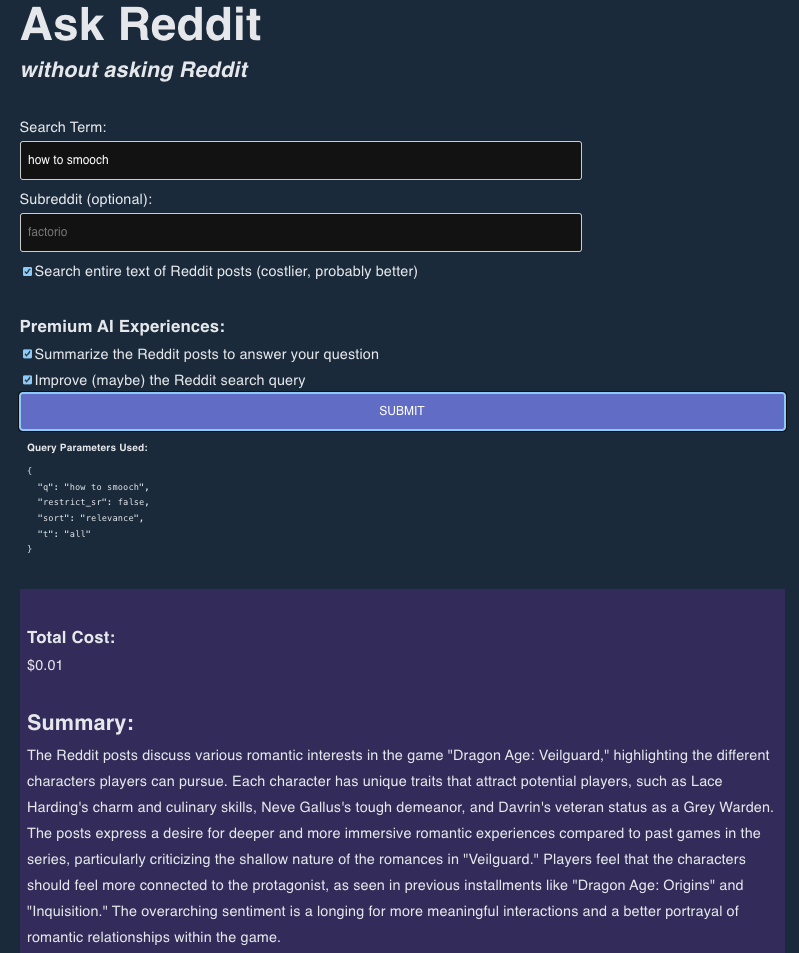 Ask Reddit
without asking Reddit
Search Term:
how to smooch
Subreddit (optional):
factorio
Search entire text of Reddit posts (costlier, probably better)
Premium AI Experiences:
Summarize the Reddit posts to answer your question
Improve (maybe) the Reddit search query
SUBMIT
Query Parameters Used:
{
"q": "how to smooch",
"restrict_sr": false,
"sort": "relevance",
"t": "all"
}
Total Cost:
$0.01
Summary:
The Reddit posts discuss various romantic interests in the game "Dragon Age: Veilguard," highlighting the different
characters players can pursue. Each character has unique traits that attract potential players, such as Lace
Harding's charm and culinary skills, Neve Gallus's tough demeanor, and Davrin's veteran status as a Grey Warden.
The posts express a desire for deeper and more immersive romantic experiences compared to past games in the
series, particularly criticizing the shallow nature of the romances in "Veilguard." Players feel that the characters
should feel more connected to the protagonist, as seen in previous installments like "Dragon Age: Origins" and
"Inquisition." The overarching sentiment is a longing for more meaningful interactions and a better portrayal of
romantic relationships within the game.